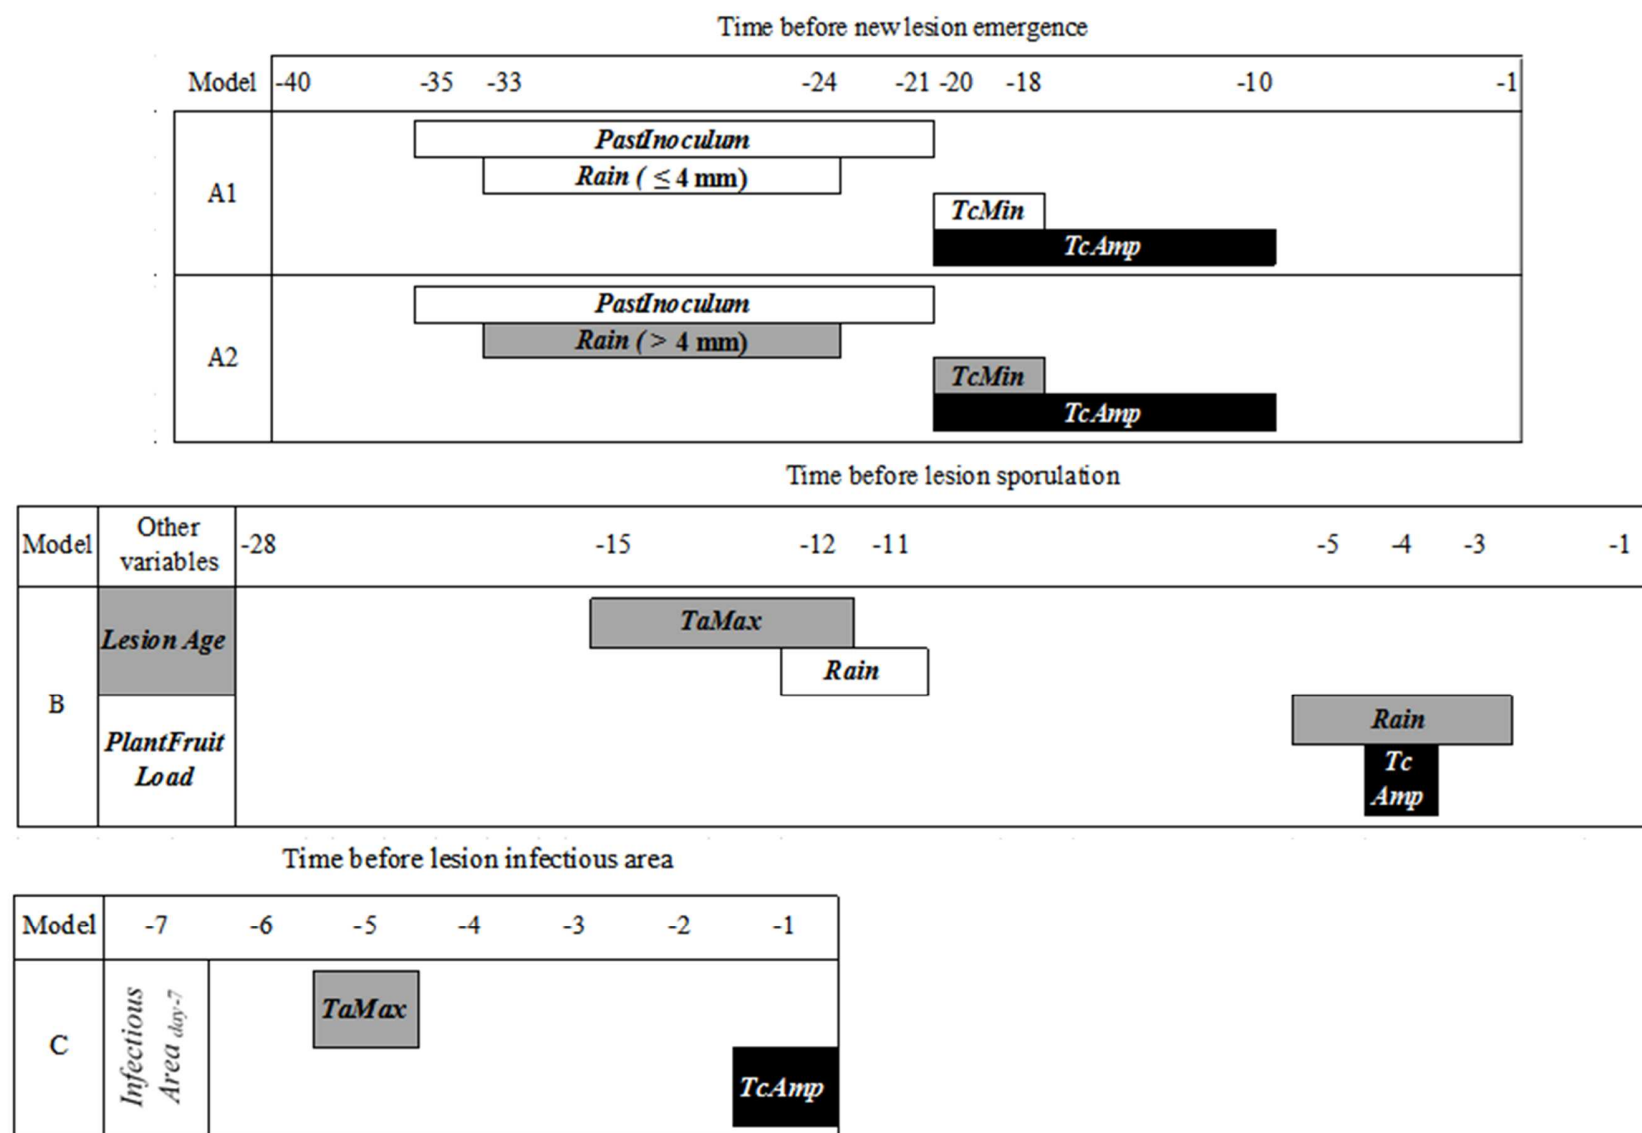 Time before new lesion emergence
Model -40 -35 -33 -24 -21 -20 -18 -10 -1
A1
PastInoculum
Rain ( ≤ 4 mm)
TcMin
TcAmp
A2
PastInoculum
Rain ( > 4 mm)
TcMin
TcAmp
Time before lesion sporulation
Model Other variables -28 -15 -12 -11 -5 -4 -3 -1
B
Lesion Age
PlantFruit
Load
TaMax
Rain
Rain
Tc
Amp
Time before lesion infectious area
Model -7 -6 -5 -4 -3 -2 -1
C
Infectious
Area day-7
TaMax
TcAmp